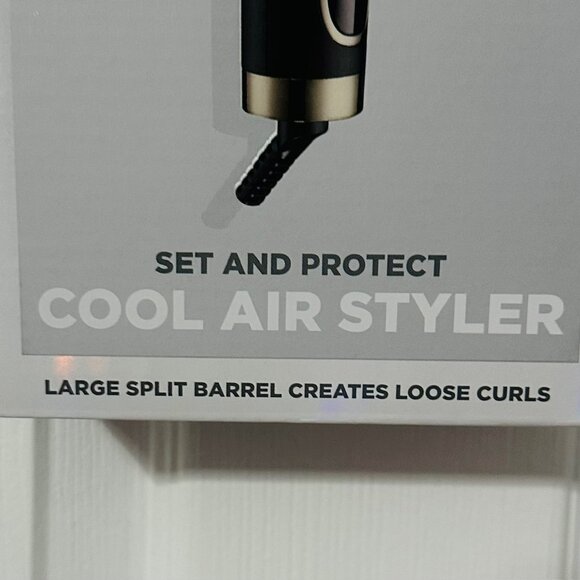 SET AND PROTECT
COOL AIR STYLER
LARGE SPLIT BARREL CREATES LOOSE CURLS